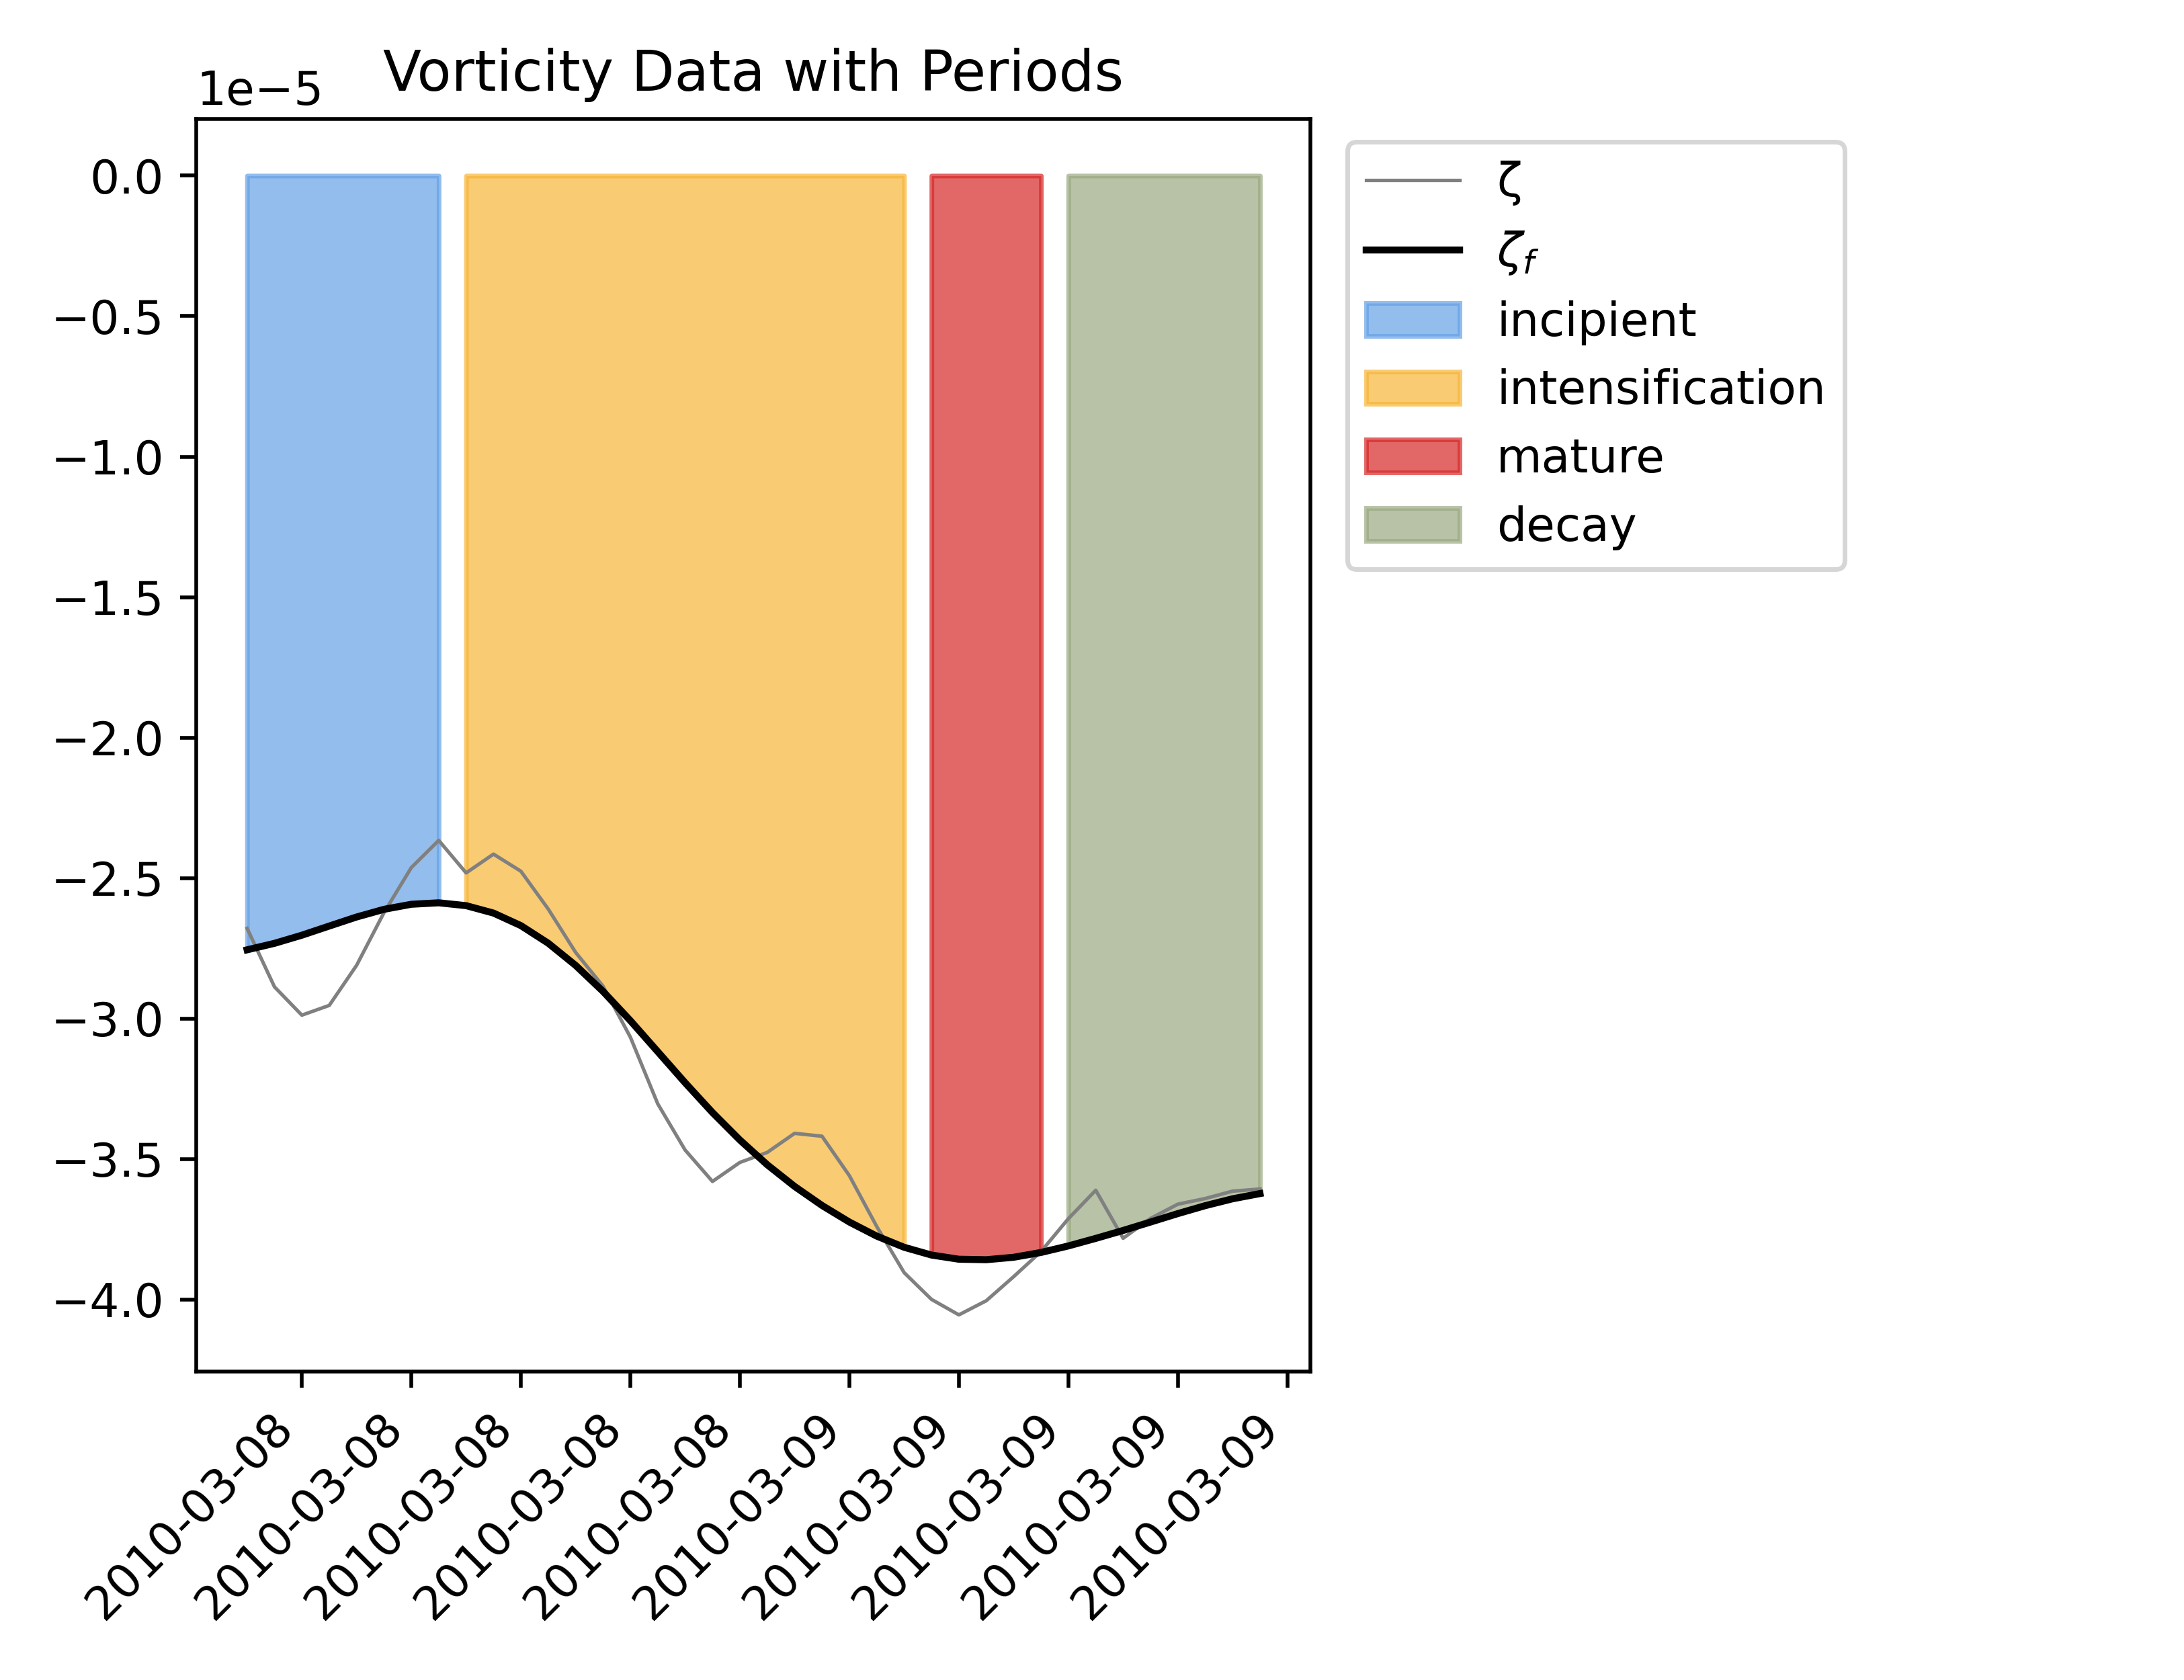 Vorticity Data with Periods
1e−5
0.0
−0.5
−1.0
−1.5
−2.0
−2.5
−3.0
−3.5
−4.0
2010-03-08
2010-03-08
2010-03-08
2010-03-08
2010-03-08
2010-03-09
2010-03-09
2010-03-09
2010-03-09
2010-03-09
ζ
ζf
incipient
intensification
mature
decay